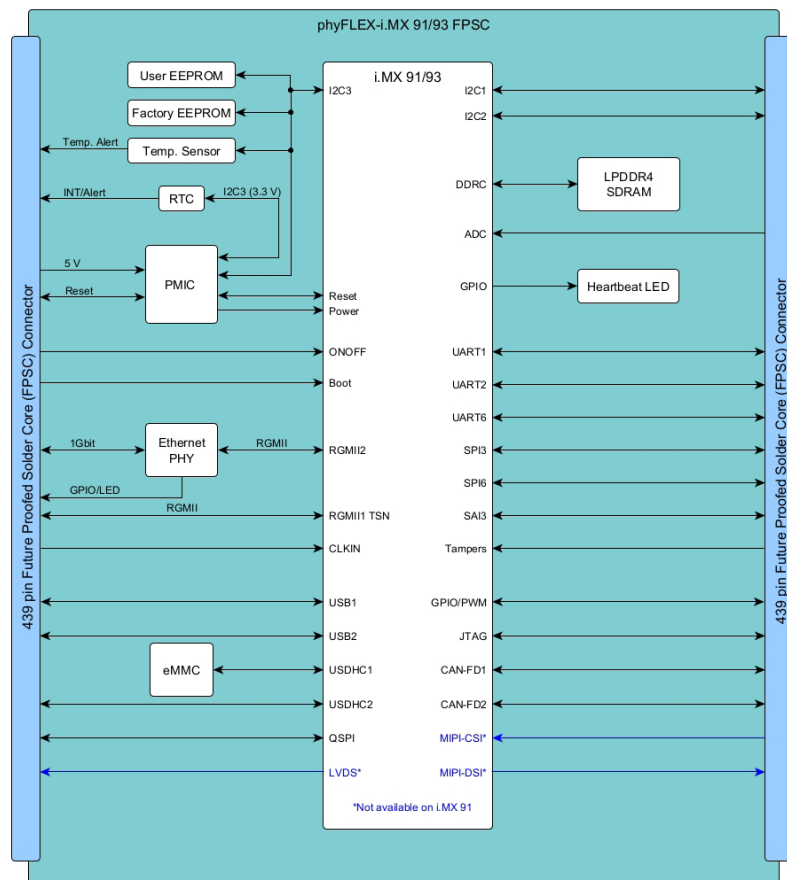 phyFLEX-i.MX 91/93 FPSC
439 pin Future Proofed Solder Core (FPSC) Connector
User EEPROM
Factory EEPROM
Temp. Alert
Temp. Sensor
INT/Alert
RTC
I2C3 (3.3 V)
5 V
PMIC
Reset
1Gbit
Ethernet
PHY
RGMII
GPIO/LED
RGMII
eMMC
i.MX 91/93
I2C3
Reset
Power
ONOFF
Boot
RGMII2
RGMII1 TSN
CLKIN
USB1
USB2
USDHC1
USDHC2
QSPI
LVDS*
I2C1
I2C2
DDRC
ADC
GPIO
UART1
UART2
UART6
SPI3
SPI6
SAI3
Tampers
GPIO/PWM
JTAG
CAN-FD1
CAN-FD2
MIPI-CSI*
MIPI-DSI*
*Not available on i.MX 91
LPDDR4
SDRAM
Heartbeat LED
439 pin Future Proofed Solder Core (FPSC) Connector